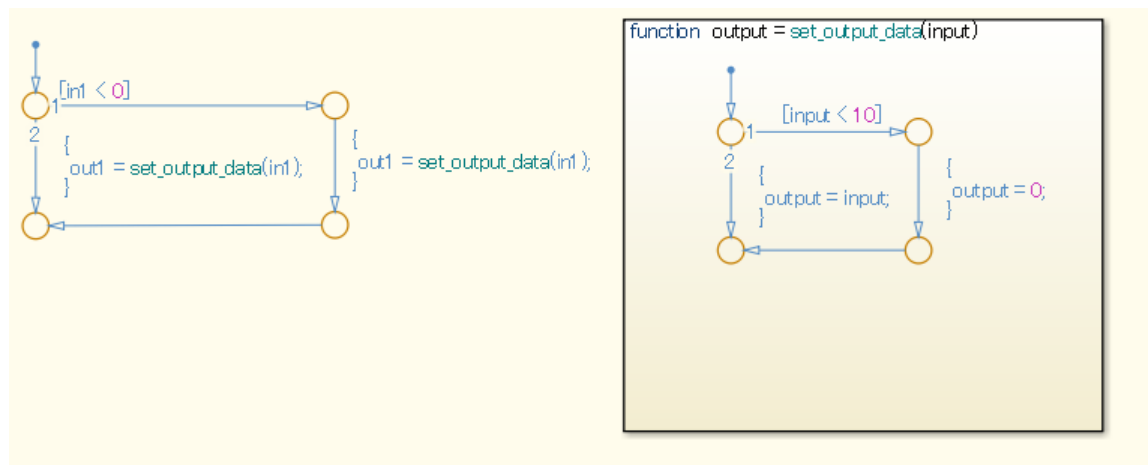 [in1 < 0]
1
2
{
out1 = set_output_data(in1);
}
{
out1 = set_output_data(in1);
}
function output = set_output_data(input)
[input < 10]
1
2
{
output = input;
}
{
output = 0;
}